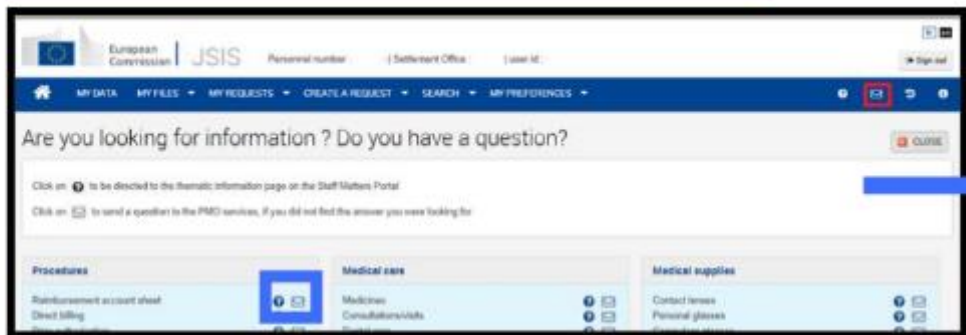 European
Commission
JSIS
Personnel number | Settlement Office | user id:
Sign out
MY DATA MY FILES MY REQUESTS CREATE A REQUEST SEARCH MY PREFERENCES
Are you looking for information ? Do you have a question?
CLOSE
Click on to be directed to the thematic information page on the Staff Matters Portal
Click on to send a question to the PMO services, if you did not find the answer you were looking for
Procedures Medical care Medical supplies
Reimbursement account sheet Medicines Contact lenses
Direct billing Consultations/visits Personal glasses